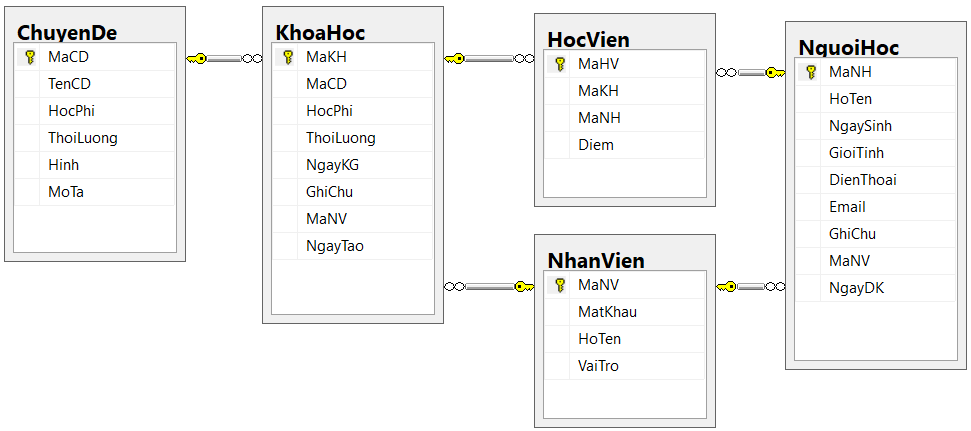 ChuyenDe
MaCD
TenCD
HocPhi
ThoiLuong
Hinh
MoTa
KhoaHoc
MaKH
MaCD
HocPhi
ThoiLuong
NgayKG
GhiChu
MaNV
NgayTao
HocVien
MaHV
MaKH
MaNH
Diem
NhanVien
MaNV
MatKhau
HoTen
VaiTro
NguoiHoc
MaNH
HoTen
NgaySinh
GioiTinh
DienThoai
Email
GhiChu
MaNV
NgayDK